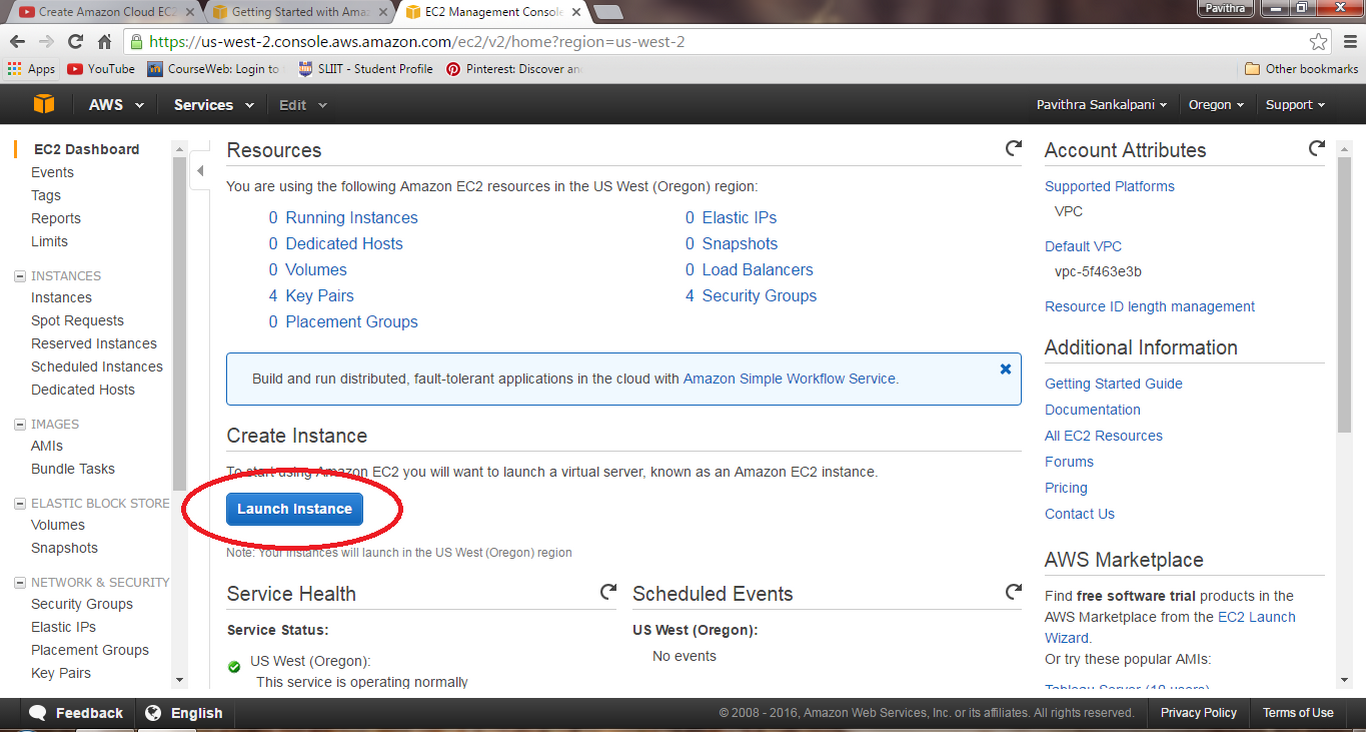 Create Amazon Cloud EC2
Getting Started with Amaz
EC2 Management Console
Pavithra
https://us-west-2.console.aws.amazon.com/ec2/v2/home?region=us-west-2
Apps
YouTube
CourseWeb: Login to
SLIIT - Student Profile
Pinterest: Discover an
Other bookmarks
AWS
Services
Edit
Pavithra Sankalpani
Oregon
Support
EC2 Dashboard
Events
Tags
Reports
Limits
INSTANCES
Instances
Spot Requests
Reserved Instances
Scheduled Instances
Dedicated Hosts
IMAGES
AMIs
Bundle Tasks
ELASTIC BLOCK STORE
Volumes
Snapshots
NETWORK & SECURITY
Security Groups
Elastic IPs
Placement Groups
Key Pairs
Resources
You are using the following Amazon EC2 resources in the US West (Oregon) region:
0 Running Instances
0 Dedicated Hosts
0 Volumes
4 Key Pairs
0 Placement Groups
0 Elastic IPs
0 Snapshots
0 Load Balancers
4 Security Groups
Build and run distributed, fault-tolerant applications in the cloud with Amazon Simple Workflow Service.
Create Instance
To start using Amazon EC2 you will want to launch a virtual server, known as an Amazon EC2 instance.
Launch Instance
Note: Your instances will launch in the US West (Oregon) region
Service Health
Service Status:
US West (Oregon):
This service is operating normally
Scheduled Events
US West (Oregon):
No events
Account Attributes
Supported Platforms
VPC
Default VPC
vpc-5f463e3b
Resource ID length management
Additional Information
Getting Started Guide
Documentation
All EC2 Resources
Forums
Pricing
Contact Us
AWS Marketplace
Find free software trial products in the
AWS Marketplace from the EC2 Launch
Wizard.
Or try these popular AMIs:
Tableau Server (10 users)
Feedback
English
© 2008 - 2016, Amazon Web Services, Inc. or its affiliates. All rights reserved.
Privacy Policy
Terms of Use